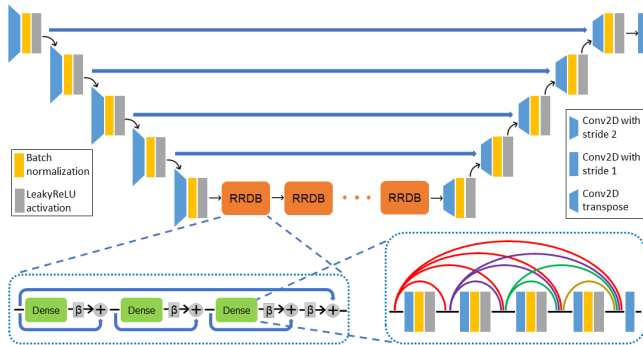 Batch
normalization
LeakyReLU
activation
Conv2D with
stride 2
Conv2D with
stride 1
Conv2D
transpose
RRDB
RRDB
RRDB
Dense
β
+
Dense
β
+
Dense
β
+
β
+